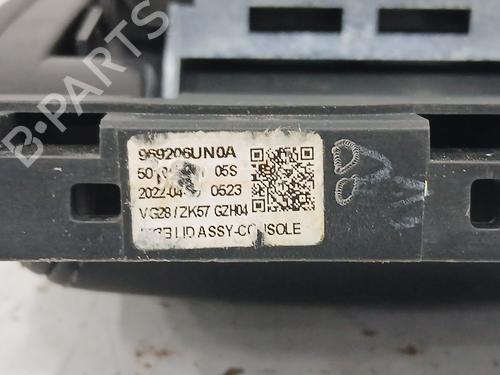 B-PARTS
969206UN0A
05S
2022-04 0523
VG28 / ZK57 GZH04
LID ASSY-CONSOLE